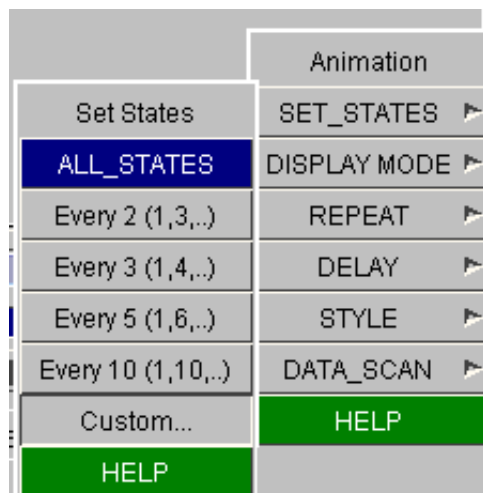 Animation
Set States
SET_STATES
ALL_STATES
DISPLAY MODE
Every 2 (1,3,..)
REPEAT
Every 3 (1,4,..)
DELAY
Every 5 (1,6,..)
STYLE
Every 10 (1,10,..)
DATA_SCAN
Custom...
HELP
HELP